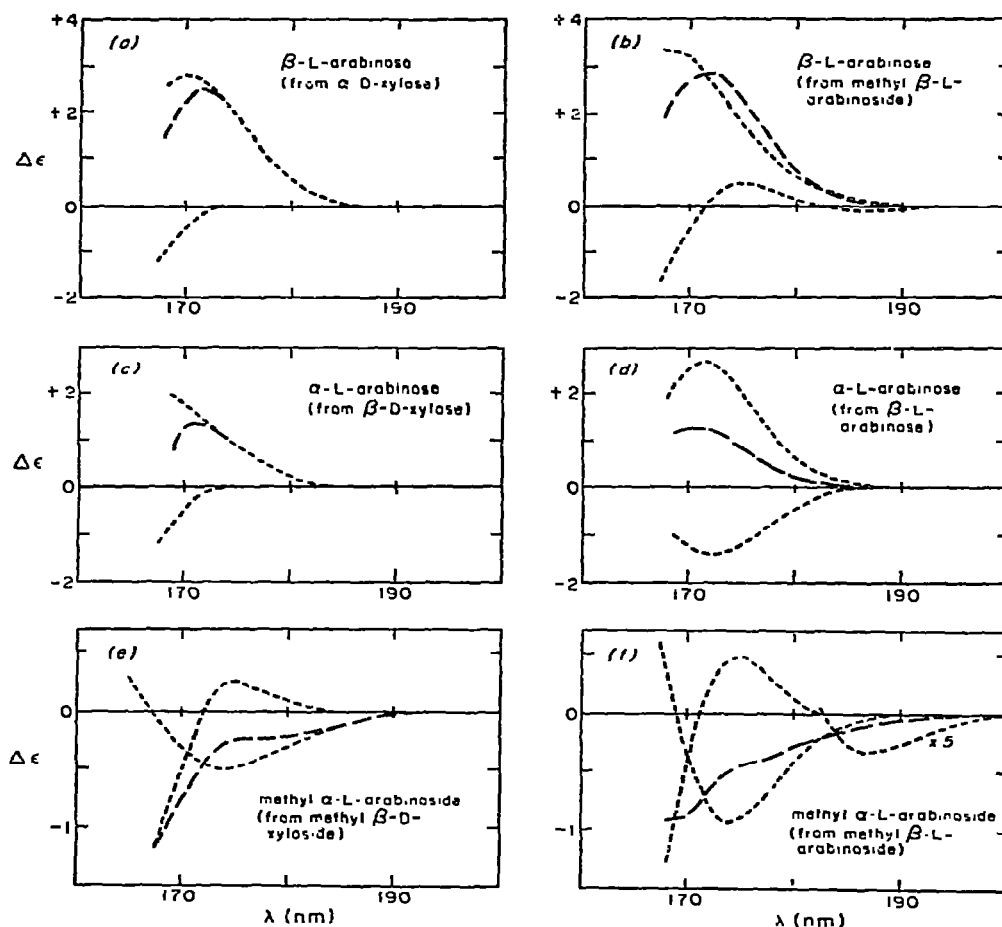 +4
(a)
β-L-arabinose
(from α D-xylose)
+2
Δε
0
-2
170
190
+4
(b)
β-L-arabinose
(from methyl β-L-
arabinoside)
+2
0
-2
170
190
(c)
α-L-arabinose
(from β-D-xylose)
+2
Δε
0
-2
170
190
(d)
α-L-arabinose
(from β-L-
arabinose)
+2
0
-2
170
190
(e)
0
Δε
-1
methyl α-L-arabinoside
(from methyl β-D-
xyloside)
170
190
λ (nm)
(f)
0
x 5
-1
methyl α-L-arabinoside
(from methyl β-L-
arabinoside)
170
190
λ (nm)